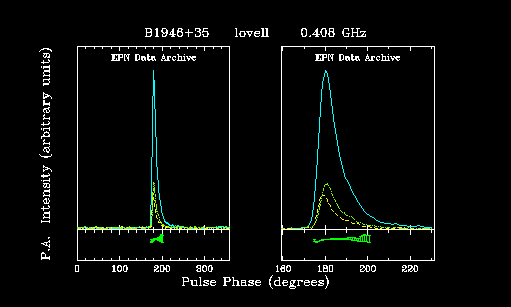 B1946+35 lovell 0.408 GHz
EPN Data Archive EPN Data Archive
P.A. Intensity (arbitrary units)
0 100 200 300 160 180 200 220
Pulse Phase (degrees)